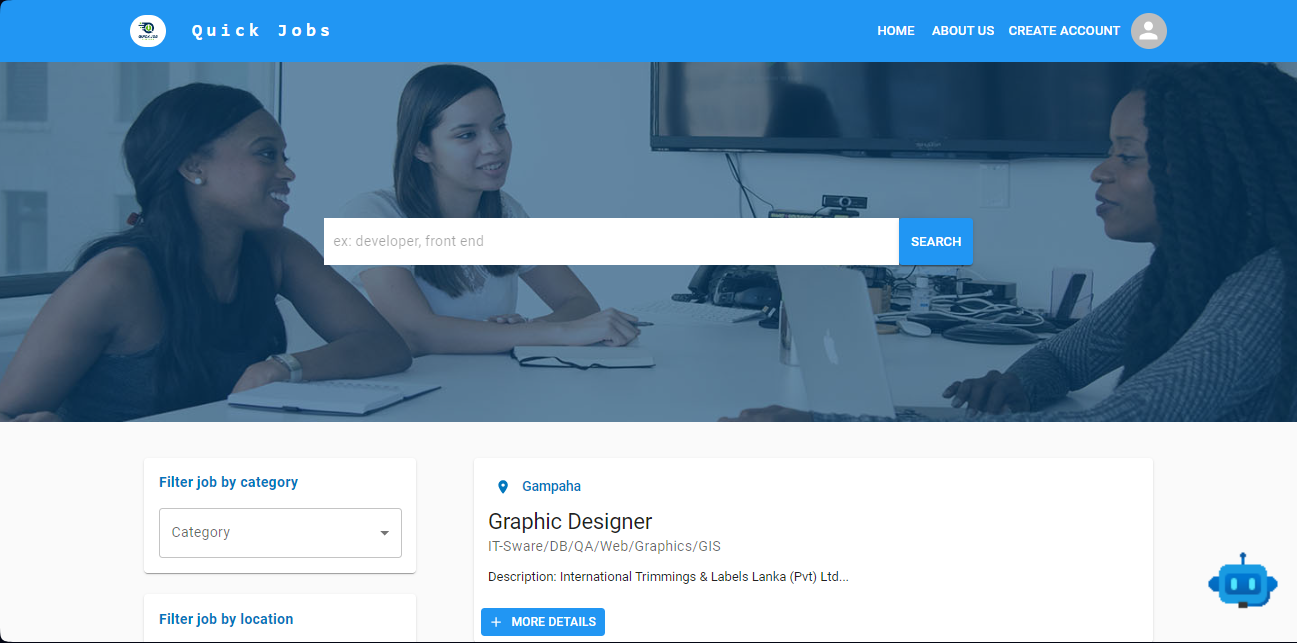 Quick Jobs
HOME
ABOUT US
CREATE ACCOUNT
ex: developer, front end
SEARCH
Filter job by category
Category
Filter job by location
Gampaha
Graphic Designer
IT-Sware/DB/QA/Web/Graphics/GIS
Description: International Trimmings & Labels Lanka (Pvt) Ltd...
+ MORE DETAILS